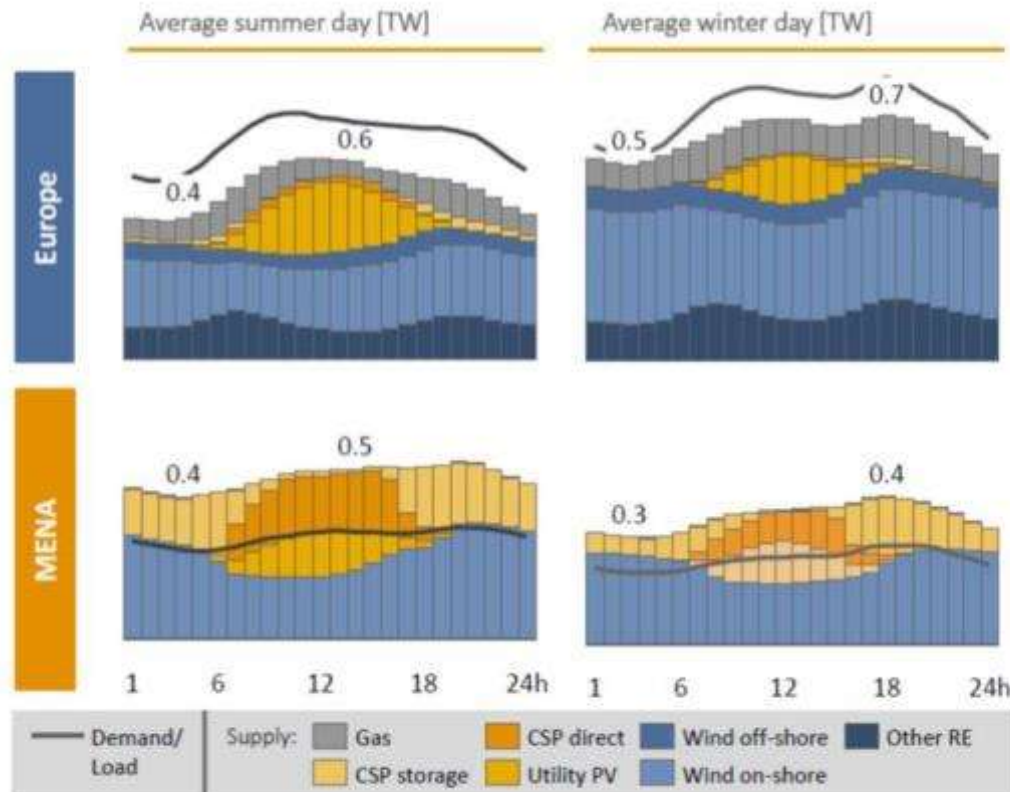 Average summer day [TW]
Average winter day [TW]
Europe
0.4
0.6
0.5
0.7
MENA
0.4
0.5
0.3
0.4
1 6 12 18 24h
1 6 12 18 24h
Demand/
Load
Supply:
Gas
CSP direct
Wind off-shore
Other RE
CSP storage
Utility PV
Wind on-shore